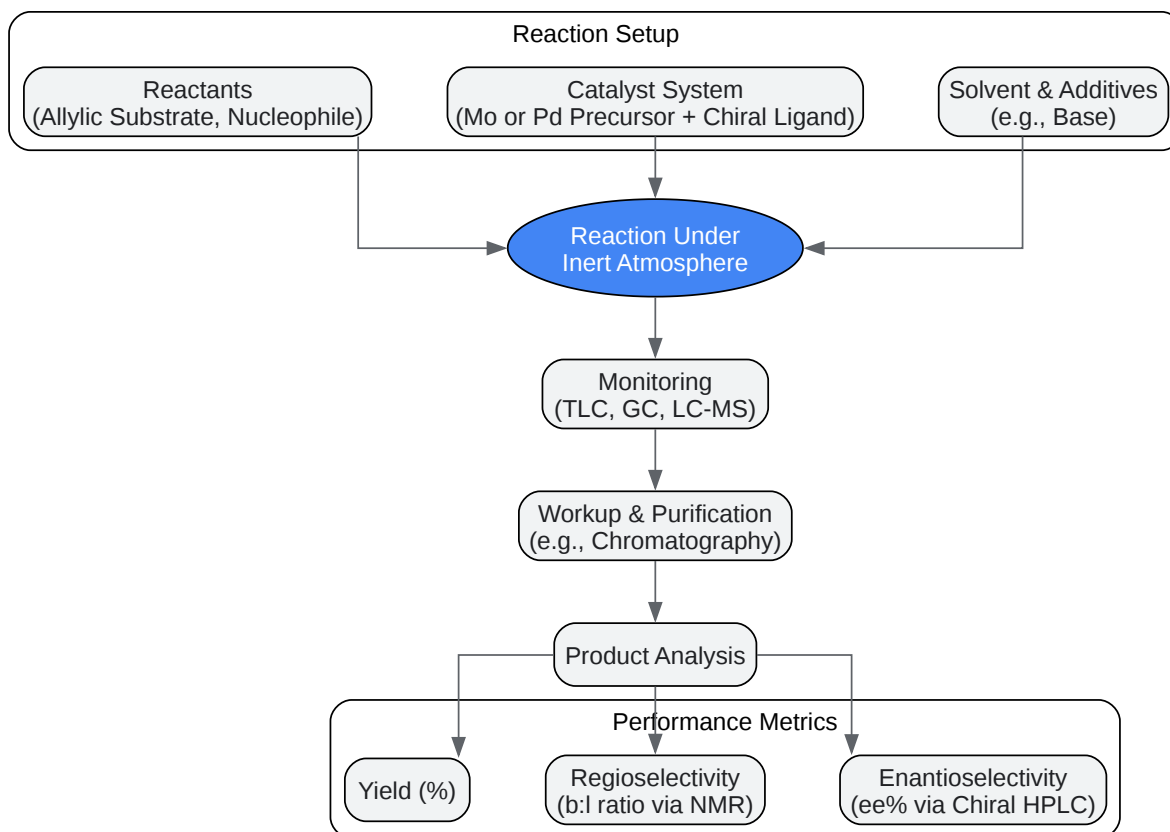 Reaction Setup
Reactants
(Allylic Substrate, Nucleophile)
Catalyst System
(Mo or Pd Precursor + Chiral Ligand)
Solvent & Additives
(e.g., Base)
Reaction Under
Inert Atmosphere
Monitoring
(TLC, GC, LC-MS)
Workup & Purification
(e.g., Chromatography)
Product Analysis
Performance Metrics
Yield (%)
Regioselectivity
(b:l ratio via NMR)
Enantioselectivity
(ee% via Chiral HPLC)